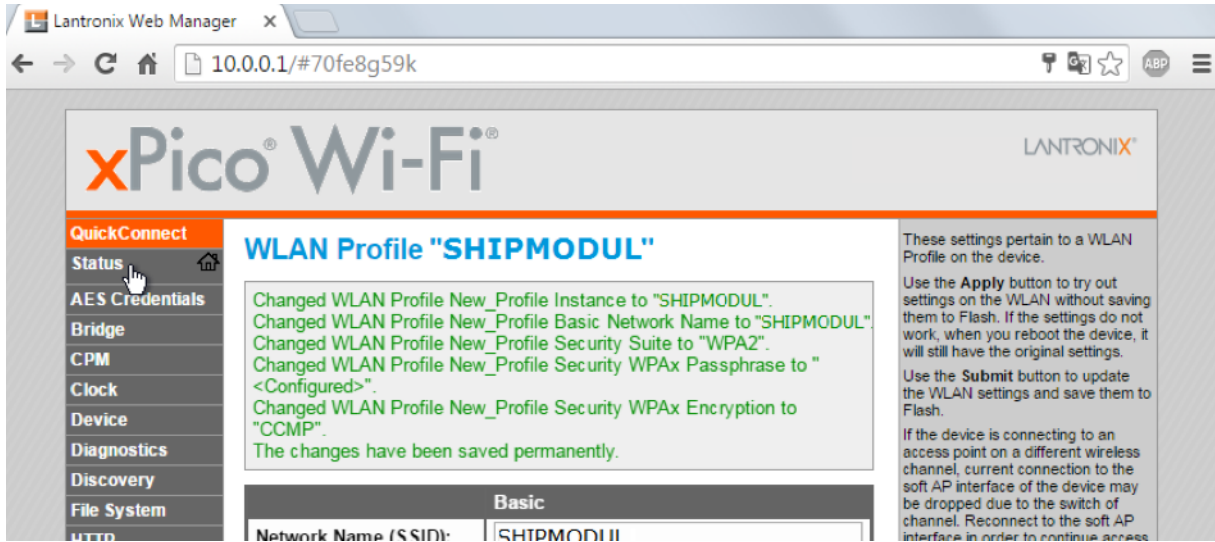 Lantronix Web Manager
10.0.0.1/#70fe8g59k
ABP
xPico® Wi-Fi®
LANTRONIX®
QuickConnect
Status
AES Credentials
Bridge
CPM
Clock
Device
Diagnostics
Discovery
File System
HTTP
WLAN Profile "SHIPMODUL"
Changed WLAN Profile New_Profile Instance to "SHIPMODUL".
Changed WLAN Profile New_Profile Basic Network Name to "SHIPMODUL".
Changed WLAN Profile New_Profile Security Suite to "WPA2".
Changed WLAN Profile New_Profile Security WPAx Passphrase to "
<Configured>".
Changed WLAN Profile New_Profile Security WPAx Encryption to
"CCMP".
The changes have been saved permanently.
Basic
Network Name (SSID): SHIPMODUL
These settings pertain to a WLAN
Profile on the device.
Use the Apply button to try out
settings on the WLAN without saving
them to Flash. If the settings do not
work, when you reboot the device, it
will still have the original settings.
Use the Submit button to update
the WLAN settings and save them to
Flash.
If the device is connecting to an
access point on a different wireless
channel, current connection to the
soft AP interface of the device may
be dropped due to the switch of
channel. Reconnect to the soft AP
interface in order to continue access